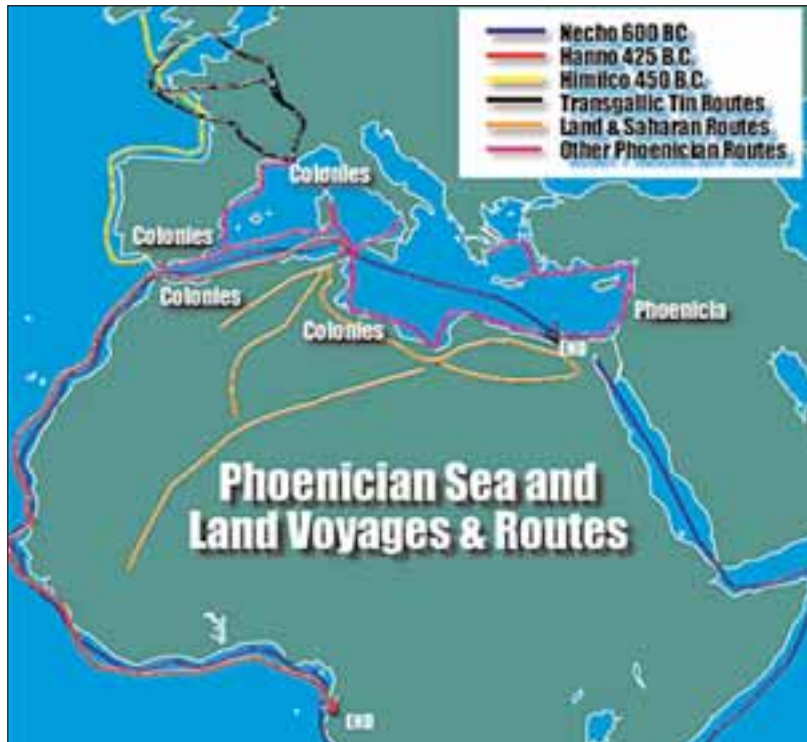 Necho 600 BC
Hanno 425 B.C.
Himilco 450 B.C.
Transgallic Tin Routes
Land & Saharan Routes
Other Phoenician Routes
Colonies
Colonies
Colonies
Colonies
Phoenicia
END
Phoenician Sea and
Land Voyages & Routes
END